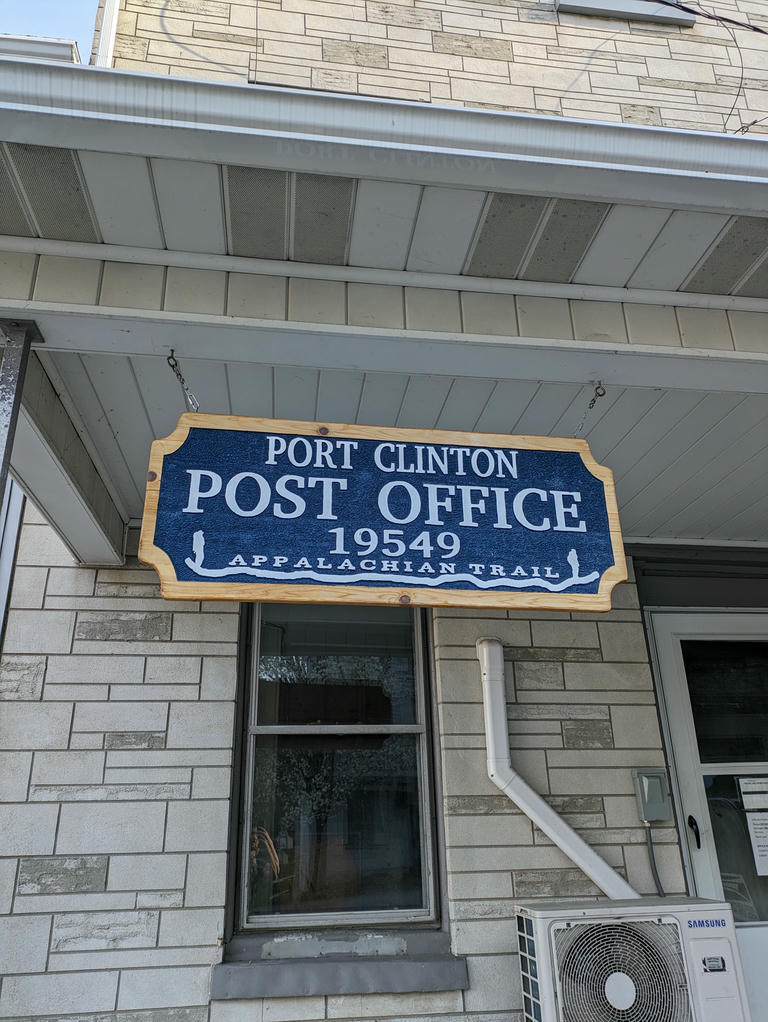 PORT CLINTON
POST OFFICE
19549
APPALACHIAN TRAIL
SAMSUNG